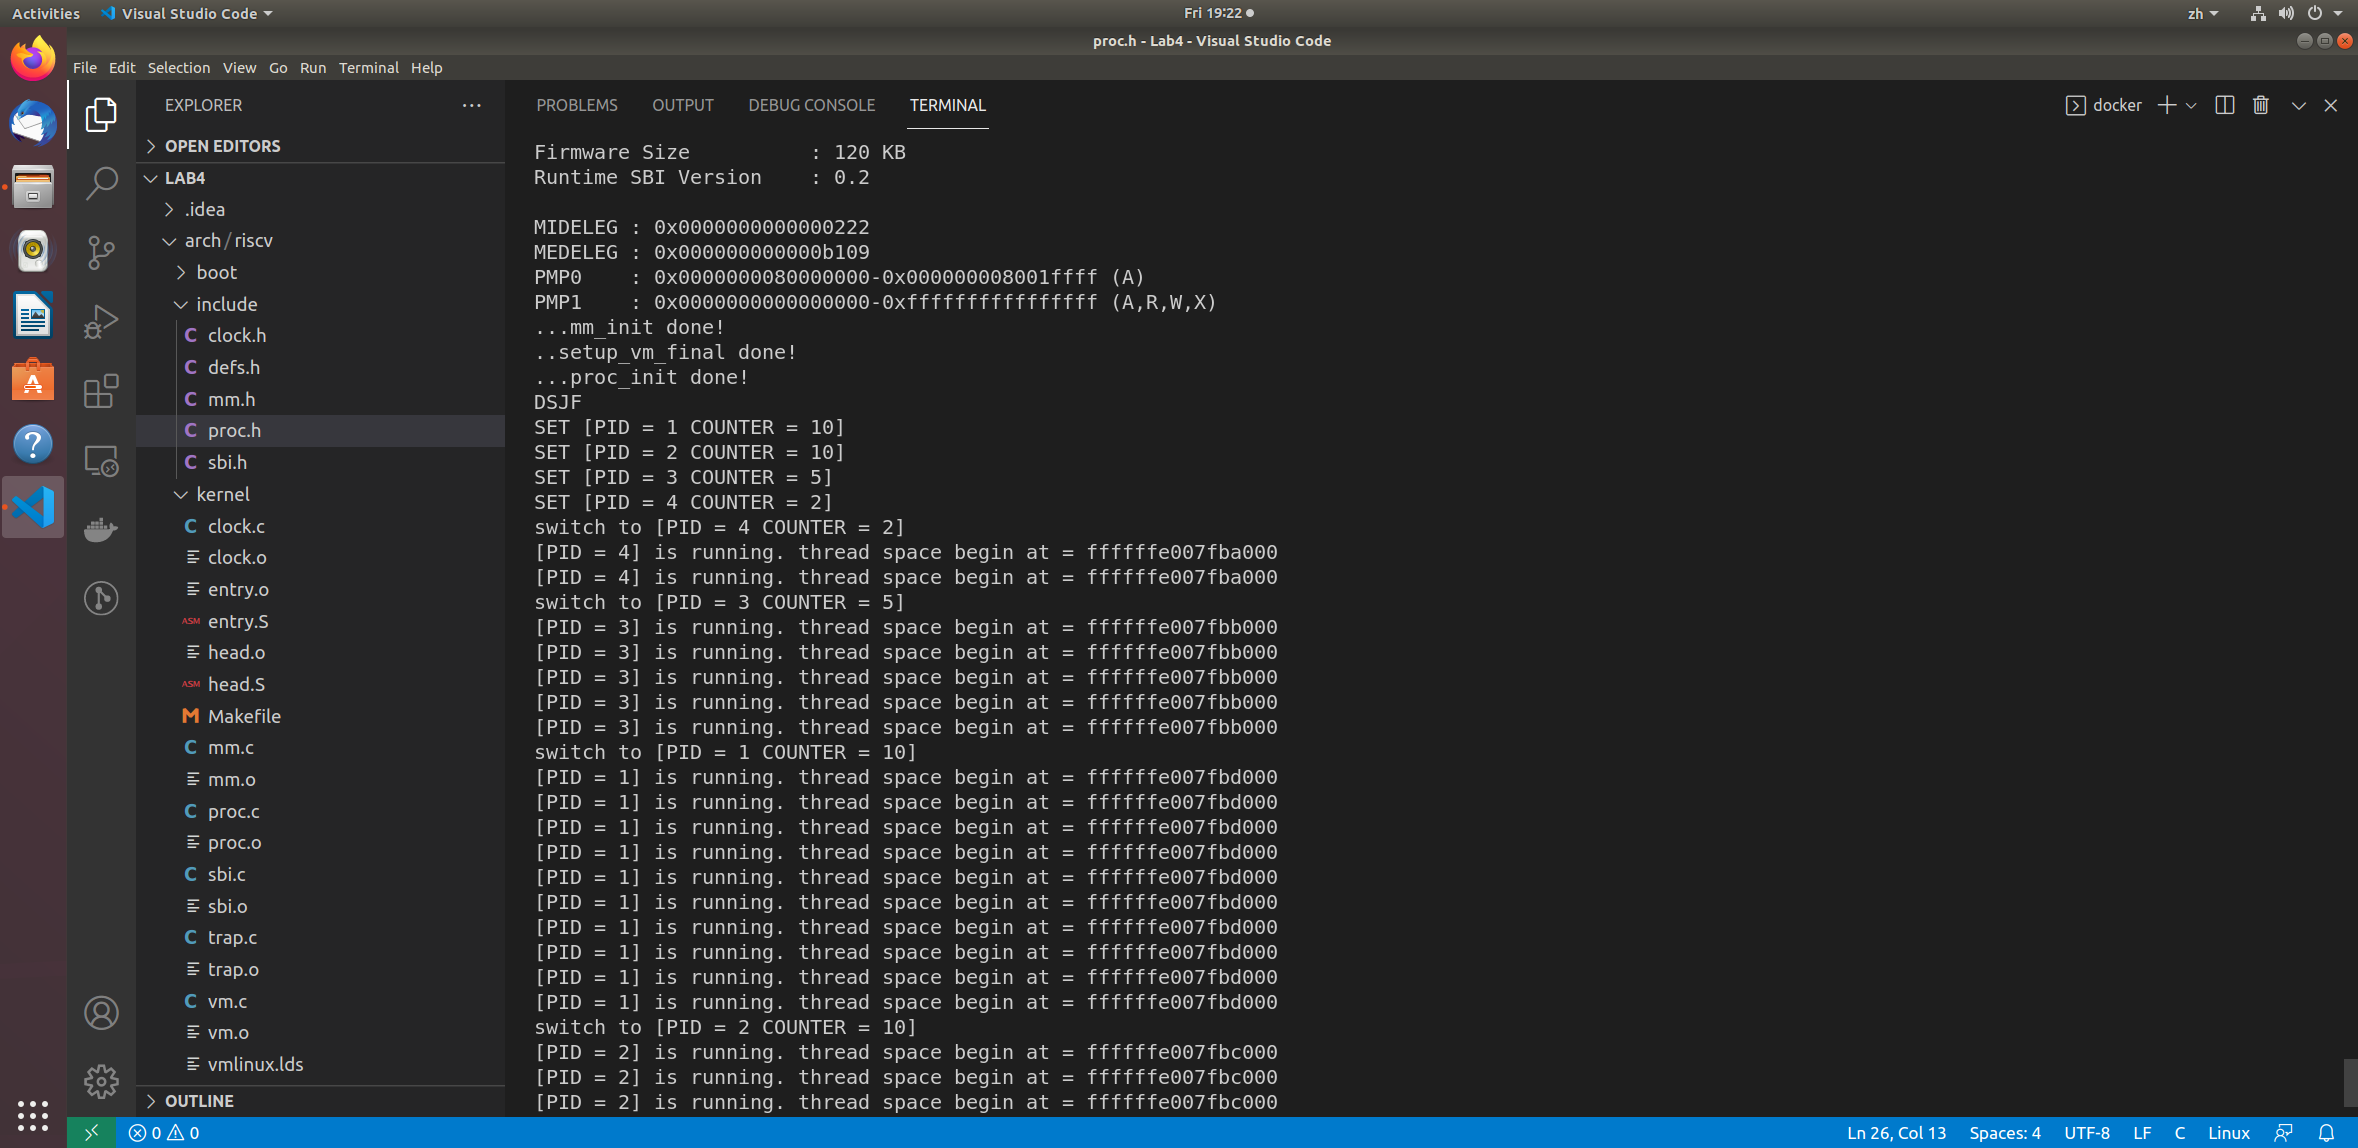 Activities Visual Studio Code Fri 19:22 zh
proc.h - Lab4 - Visual Studio Code
File Edit Selection View Go Run Terminal Help
EXPLORER
OPEN EDITORS
LAB4
.idea
arch/riscv
boot
include
C clock.h
C defs.h
C mm.h
C proc.h
C sbi.h
kernel
C clock.c
clock.o
entry.o
ASM entry.S
head.o
ASM head.S
M Makefile
C mm.c
mm.o
C proc.c
proc.o
C sbi.c
sbi.o
C trap.c
trap.o
C vm.c
vm.o
vmlinux.lds
OUTLINE
PROBLEMS OUTPUT DEBUG CONSOLE TERMINAL docker
Firmware Size : 120 KB
Runtime SBI Version : 0.2
MIDELEG : 0x0000000000000222
MEDELEG : 0x000000000000b109
PMP0 : 0x0000000080000000-0x000000008001ffff (A)
PMP1 : 0x0000000000000000-0xffffffffffffffff (A,R,W,X)
...mm_init done!
..setup_vm_final done!
...proc_init done!
DSJF
SET [PID = 1 COUNTER = 10]
SET [PID = 2 COUNTER = 10]
SET [PID = 3 COUNTER = 5]
SET [PID = 4 COUNTER = 2]
switch to [PID = 4 COUNTER = 2]
[PID = 4] is running. thread space begin at = ffffffe007fba000
[PID = 4] is running. thread space begin at = ffffffe007fba000
switch to [PID = 3 COUNTER = 5]
[PID = 3] is running. thread space begin at = ffffffe007fbb000
[PID = 3] is running. thread space begin at = ffffffe007fbb000
[PID = 3] is running. thread space begin at = ffffffe007fbb000
[PID = 3] is running. thread space begin at = ffffffe007fbb000
[PID = 3] is running. thread space begin at = ffffffe007fbb000
switch to [PID = 1 COUNTER = 10]
[PID = 1] is running. thread space begin at = ffffffe007fbd000
[PID = 1] is running. thread space begin at = ffffffe007fbd000
[PID = 1] is running. thread space begin at = ffffffe007fbd000
[PID = 1] is running. thread space begin at = ffffffe007fbd000
[PID = 1] is running. thread space begin at = ffffffe007fbd000
[PID = 1] is running. thread space begin at = ffffffe007fbd000
[PID = 1] is running. thread space begin at = ffffffe007fbd000
[PID = 1] is running. thread space begin at = ffffffe007fbd000
[PID = 1] is running. thread space begin at = ffffffe007fbd000
[PID = 1] is running. thread space begin at = ffffffe007fbd000
switch to [PID = 2 COUNTER = 10]
[PID = 2] is running. thread space begin at = ffffffe007fbc000
[PID = 2] is running. thread space begin at = ffffffe007fbc000
[PID = 2] is running. thread space begin at = ffffffe007fbc000
0 0 Ln 26, Col 13 Spaces: 4 UTF-8 LF C Linux